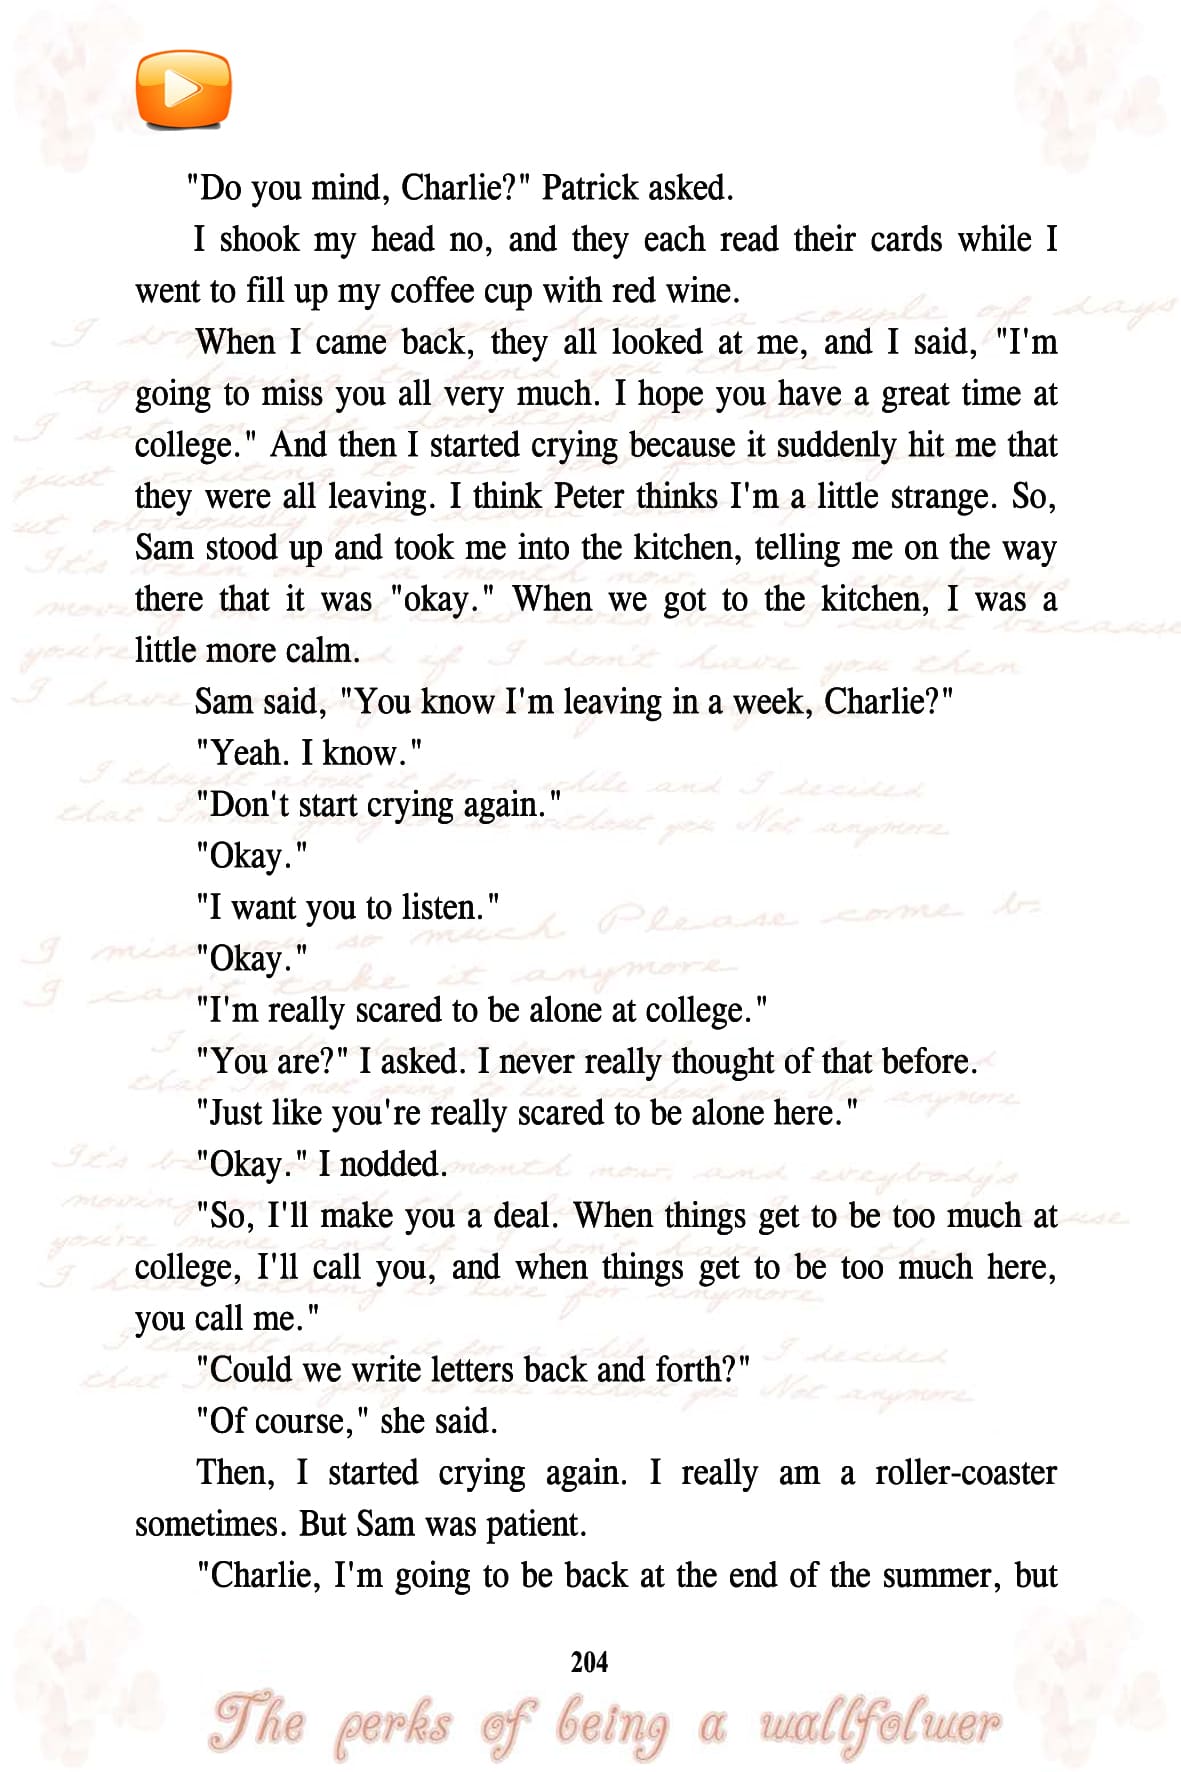 "Do you mind, Charlie?" Patrick asked.
I shook my head no, and they each read their cards while I
went to fill up my coffee cup with red wine.
When I came back, they all looked at me, and I said, "I'm
going to miss you all very much. I hope you have a great time at
college." And then I started crying because it suddenly hit me that
they were all leaving. I think Peter thinks I'm a little strange. So,
Sam stood up and took me into the kitchen, telling me on the way
there that it was "okay." When we got to the kitchen, I was a
little more calm.
Sam said, "You know I'm leaving in a week, Charlie?"
"Yeah. I know."
"Don't start crying again."
"Okay."
"I want you to listen."
"Okay."
"I'm really scared to be alone at college."
"You are?" I asked. I never really thought of that before.
"Just like you're really scared to be alone here."
"Okay." I nodded.
"So, I'll make you a deal. When things get to be too much at
college, I'll call you, and when things get to be too much here,
you call me."
"Could we write letters back and forth?"
"Of course," she said.
Then, I started crying again. I really am a roller-coaster
sometimes. But Sam was patient.
"Charlie, I'm going to be back at the end of the summer, but
204
The perks of being a wallfolwer